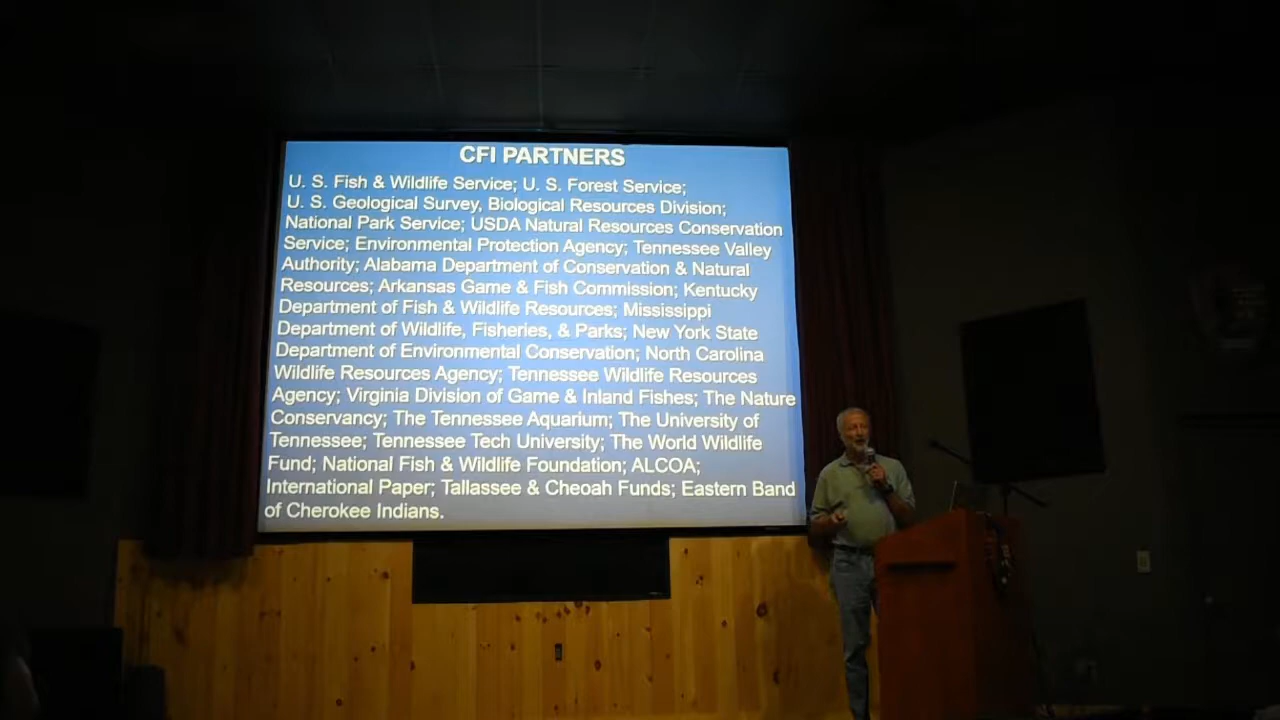 CFI PARTNERS
U. S. Fish & Wildlife Service; U. S. Forest Service;
U. S. Geological Survey, Biological Resources Division;
National Park Service; USDA Natural Resources Conservation
Service; Environmental Protection Agency; Tennessee Valley
Authority; Alabama Department of Conservation & Natural
Resources; Arkansas Game & Fish Commission; Kentucky
Department of Fish & Wildlife Resources; Mississippi
Department of Wildlife, Fisheries, & Parks; New York State
Department of Environmental Conservation; North Carolina
Wildlife Resources Agency; Tennessee Wildlife Resources
Agency; Virginia Division of Game & Inland Fishes; The Nature
Conservancy; The Tennessee Aquarium; The University of
Tennessee; Tennessee Tech University; The World Wildlife
Fund; National Fish & Wildlife Foundation; ALCOA;
International Paper; Tallassee & Cheoah Funds; Eastern Band
of Cherokee Indians.